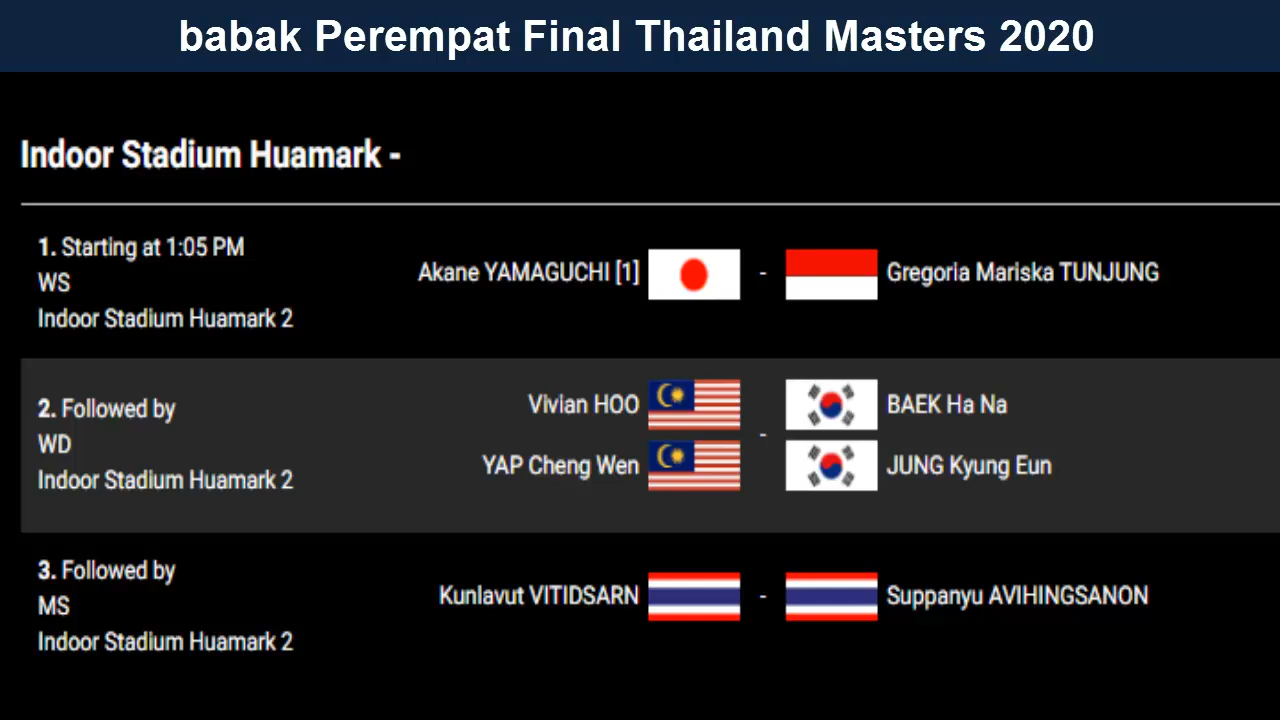 babak Perempat Final Thailand Masters 2020
Indoor Stadium Huamark -
1. Starting at 1:05 PM
WS
Indoor Stadium Huamark 2
Akane YAMAGUCHI [1] - Gregoria Mariska TUNJUNG
2. Followed by
WD
Indoor Stadium Huamark 2
Vivian HOO BAEK Ha Na
-
YAP Cheng Wen JUNG Kyung Eun
3. Followed by
MS
Indoor Stadium Huamark 2
Kunlavut VITIDSARN - Suppanyu AVIHINGSANON